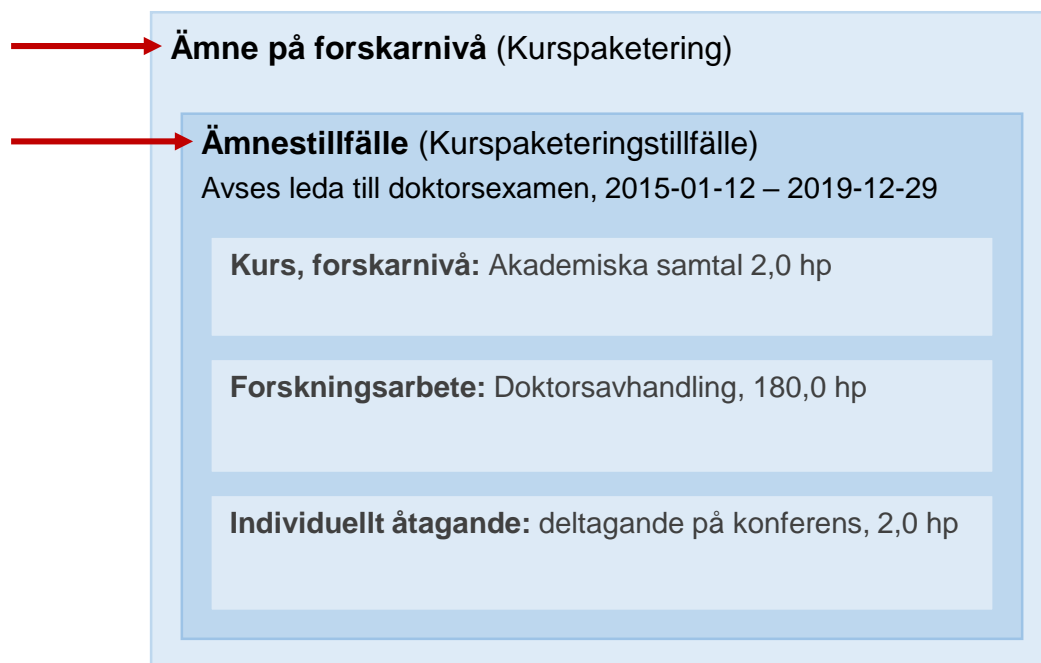 Ämne på forskarnivå (Kurspaketering)
Ämnestillfälle (Kurspaketeringstillfälle)
Avses leda till doktorsexamen, 2015-01-12 – 2019-12-29
Kurs, forskarnivå: Akademiska samtal 2,0 hp
Forskningsarbete: Doktorsavhandling, 180,0 hp
Individuellt åtagande: deltagande på konferens, 2,0 hp